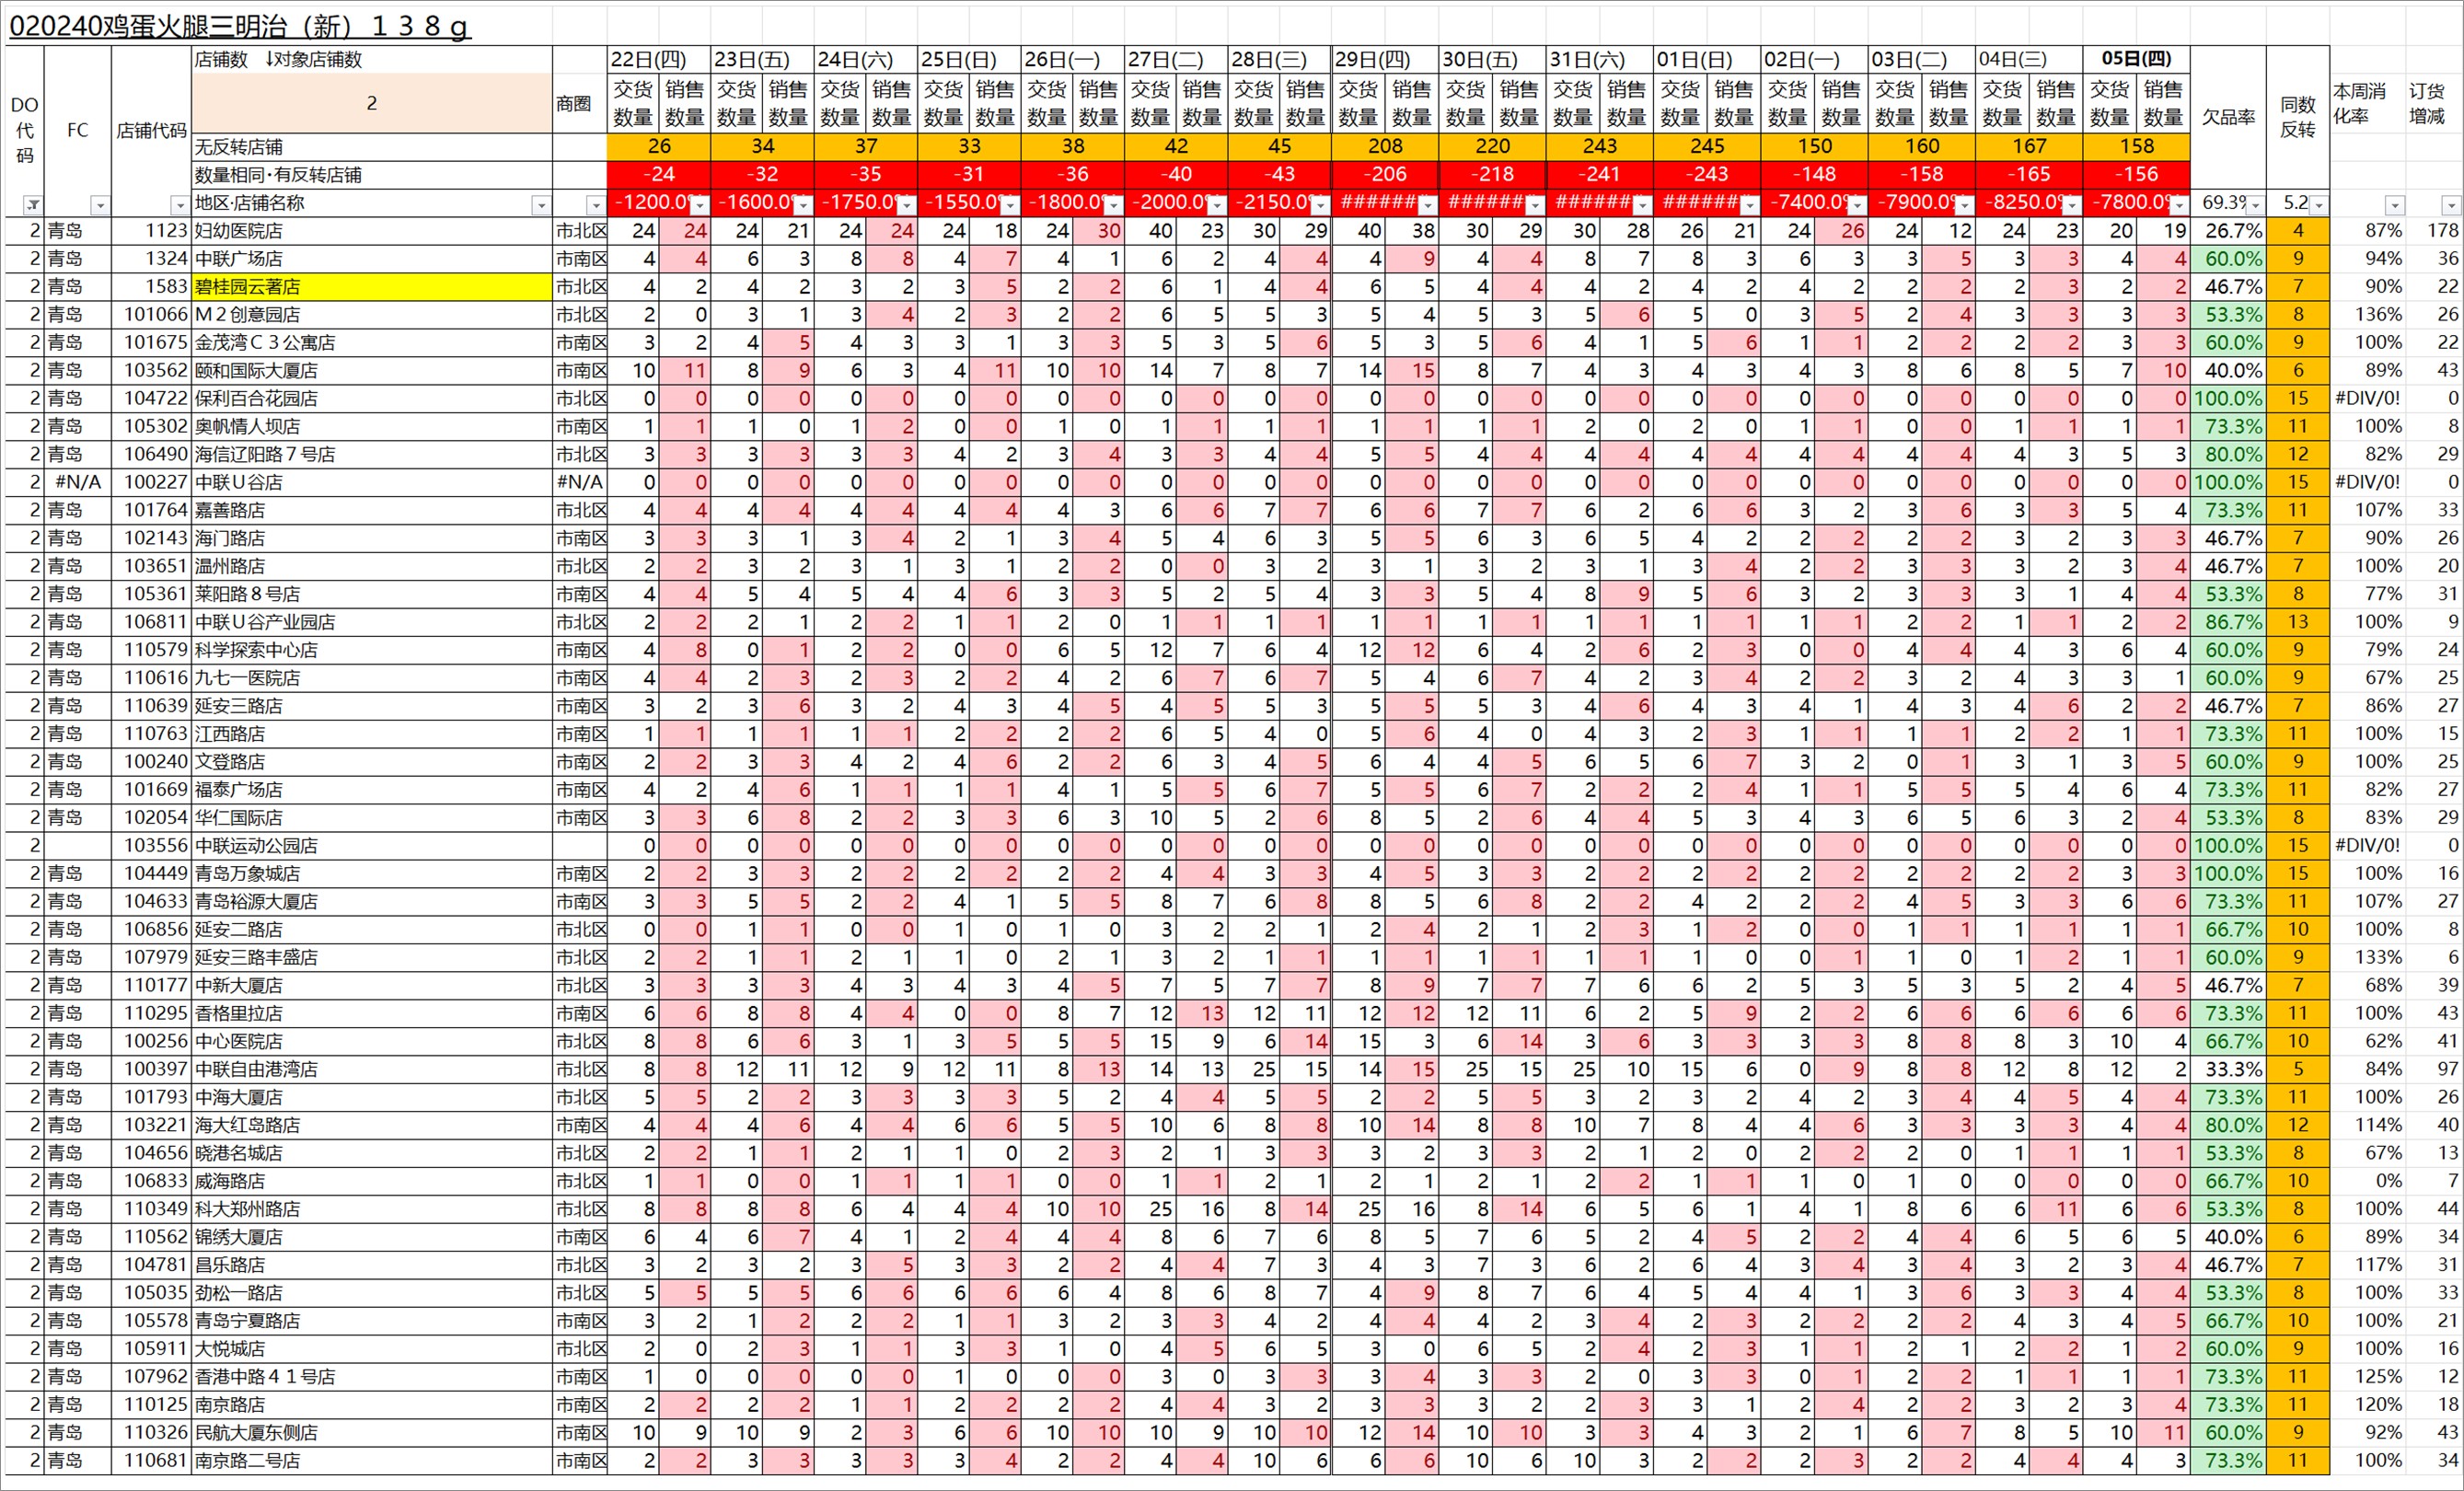 020240鸡蛋火腿三明治（新）１３８ｇ
店铺数 ↓对象店铺数 22日(四) 23日(五) 24日(六) 25日(日) 26日(一) 27日(二) 28日(三) 29日(四) 30日(五) 31日(六) 01日(日) 02日(一) 03日(二) 04日(三) 05日(四)
DO代码 FC 店铺代码 2 商圈 交货数量 销售数量 交货数量 销售数量 交货数量 销售数量 交货数量 销售数量 交货数量 销售数量 交货数量 销售数量 交货数量 销售数量 交货数量 销售数量 交货数量 销售数量 交货数量 销售数量 交货数量 销售数量 交货数量 销售数量 交货数量 销售数量 交货数量 销售数量 交货数量 销售数量 欠品率 同数反转 本周消化率 订货增减
无反转店铺 26 34 37 33 38 42 45 208 220 243 245 150 160 167 158
数量相同·有反转店铺 -24 -32 -35 -31 -36 -40 -43 -206 -218 -241 -243 -148 -158 -165 -156
地区·店铺名称 -1200.0% -1600.0% -1750.0% -1550.0% -1800.0% -2000.0% -2150.0% ###### ###### ###### ###### -7400.0% -7900.0% -8250.0% -7800.0% 69.3% 5.2
2 青岛 1123 妇幼医院店 市北区 24 24 24 21 24 24 24 18 24 30 40 23 30 29 40 38 30 29 30 28 26 21 24 26 24 12 24 23 20 19 26.7% 4 87% 178
2 青岛 1324 中联广场店 市南区 4 4 6 3 8 8 4 7 4 1 6 2 4 4 4 9 4 4 8 7 8 3 6 3 3 5 3 3 4 4 60.0% 9 94% 36
2 青岛 1583 碧桂园云著店 市北区 4 2 4 2 3 2 3 5 2 2 6 1 4 4 6 5 4 4 4 2 4 2 4 2 2 2 2 3 2 2 46.7% 7 90% 22
2 青岛 101066 Ｍ２创意园店 市北区 2 0 3 1 3 4 2 3 2 2 6 5 5 3 5 4 5 3 5 6 5 0 3 5 2 4 3 3 3 3 53.3% 8 136% 26
2 青岛 101675 金茂湾Ｃ３公寓店 市南区 3 2 4 5 4 3 3 1 3 3 5 3 5 6 5 3 5 6 4 1 5 6 1 1 2 2 2 2 3 3 60.0% 9 100% 22
2 青岛 103562 颐和国际大厦店 市南区 10 11 8 9 6 3 4 11 10 10 14 7 8 7 14 15 8 7 4 3 4 3 4 3 8 6 8 5 7 10 40.0% 6 89% 43
2 青岛 104722 保利百合花园店 市北区 0 0 0 0 0 0 0 0 0 0 0 0 0 0 0 0 0 0 0 0 0 0 0 0 0 0 0 0 0 0 100.0% 15 #DIV/0! 0
2 青岛 105302 奥帆情人坝店 市南区 1 1 1 0 1 2 0 0 1 0 1 1 1 1 1 1 1 1 2 0 2 0 1 1 0 0 1 1 1 1 73.3% 11 100% 8
2 青岛 106490 海信辽阳路７号店 市北区 3 3 3 3 3 3 4 2 3 4 3 3 4 4 5 5 4 4 4 4 4 4 4 4 4 4 4 3 5 3 80.0% 12 82% 29
2 #N/A 100227 中联Ｕ谷店 #N/A 0 0 0 0 0 0 0 0 0 0 0 0 0 0 0 0 0 0 0 0 0 0 0 0 0 0 0 0 0 0 100.0% 15 #DIV/0! 0
2 青岛 101764 嘉善路店 市北区 4 4 4 4 4 4 4 4 4 3 6 6 7 7 6 6 7 7 6 2 6 6 3 2 3 6 3 3 5 4 73.3% 11 107% 33
2 青岛 102143 海门路店 市南区 3 3 3 1 3 4 2 1 3 4 5 4 6 3 5 5 6 3 6 5 4 2 2 2 2 2 3 2 3 3 46.7% 7 90% 26
2 青岛 103651 温州路店 市北区 2 2 3 2 3 1 3 1 2 2 0 0 3 2 3 1 3 2 3 1 3 4 2 2 3 3 3 2 3 4 46.7% 7 100% 20
2 青岛 105361 莱阳路８号店 市南区 4 4 5 4 5 4 4 6 3 3 5 2 5 4 3 3 5 4 8 9 5 6 3 2 3 3 3 1 4 4 53.3% 8 77% 31
2 青岛 106811 中联Ｕ谷产业园店 市北区 2 2 2 1 2 2 1 1 2 0 1 1 1 1 1 1 1 1 1 1 1 1 1 1 2 2 1 1 2 2 86.7% 13 100% 9
2 青岛 110579 科学探索中心店 市南区 4 8 0 1 2 2 0 0 6 5 12 7 6 4 12 12 6 4 2 6 2 3 0 0 4 4 4 3 6 4 60.0% 9 79% 24
2 青岛 110616 九七一医院店 市南区 4 4 2 3 2 3 2 2 4 2 6 7 6 7 5 4 6 7 4 2 3 4 2 2 3 2 4 3 3 1 60.0% 9 67% 25
2 青岛 110639 延安三路店 市南区 3 2 3 6 3 2 4 3 4 5 4 5 5 3 5 5 5 3 4 6 4 3 4 1 4 3 4 6 2 2 46.7% 7 86% 27
2 青岛 110763 江西路店 市南区 1 1 1 1 1 1 2 2 2 2 6 5 4 0 5 6 4 0 4 3 2 3 1 1 1 1 2 2 1 1 73.3% 11 100% 15
2 青岛 100240 文登路店 市南区 2 2 3 3 4 2 4 6 2 2 6 3 4 5 6 4 4 5 6 5 6 7 3 2 0 1 3 1 3 5 60.0% 9 100% 25
2 青岛 101669 福泰广场店 市南区 4 2 4 6 1 1 1 1 4 1 5 5 6 7 5 5 6 7 2 2 2 4 1 1 5 5 5 4 6 4 73.3% 11 82% 27
2 青岛 102054 华仁国际店 市南区 3 3 6 8 2 2 3 3 6 3 10 5 2 6 8 5 2 6 4 4 5 3 4 3 6 5 6 3 2 4 53.3% 8 83% 29
2 103556 中联运动公园店 0 0 0 0 0 0 0 0 0 0 0 0 0 0 0 0 0 0 0 0 0 0 0 0 0 0 0 0 0 0 100.0% 15 #DIV/0! 0
2 青岛 104449 青岛万象城店 市南区 2 2 3 3 2 2 2 2 2 2 4 4 3 3 4 5 3 3 2 2 2 2 2 2 2 2 2 2 3 3 100.0% 15 100% 16
2 青岛 104633 青岛裕源大厦店 市南区 3 3 5 5 2 2 4 1 5 5 8 7 6 8 8 5 6 8 2 2 4 2 2 2 4 5 3 3 6 6 73.3% 11 107% 27
2 青岛 106856 延安二路店 市北区 0 0 1 1 0 0 1 0 1 0 3 2 2 1 2 4 2 1 2 3 1 2 0 0 1 1 1 1 1 1 66.7% 10 100% 8
2 青岛 107979 延安三路丰盛店 市南区 2 2 1 1 2 1 1 0 2 1 3 2 1 1 1 1 1 1 1 1 1 0 0 1 1 0 1 2 1 1 60.0% 9 133% 6
2 青岛 110177 中新大厦店 市北区 3 3 3 3 4 3 4 3 4 5 7 5 7 7 8 9 7 7 7 6 6 2 5 3 5 3 5 2 4 5 46.7% 7 68% 39
2 青岛 110295 香格里拉店 市南区 6 6 8 8 4 4 0 0 8 7 12 13 12 11 12 12 12 11 6 2 5 9 2 2 6 6 6 6 6 6 73.3% 11 100% 43
2 青岛 100256 中心医院店 市北区 8 8 6 6 3 1 3 5 5 5 15 9 6 14 15 3 6 14 3 6 3 3 3 3 8 8 8 3 10 4 66.7% 10 62% 41
2 青岛 100397 中联自由港湾店 市北区 8 8 12 11 12 9 12 11 8 13 14 13 25 15 14 15 25 15 25 10 15 6 0 9 8 8 12 8 12 2 33.3% 5 84% 97
2 青岛 101793 中海大厦店 市南区 5 5 2 2 3 3 3 3 5 2 4 4 5 5 2 2 5 5 3 2 3 2 4 2 3 4 4 5 4 4 73.3% 11 100% 26
2 青岛 103221 海大红岛路店 市南区 4 4 4 6 4 4 6 6 5 5 10 6 8 8 10 14 8 8 10 7 8 4 4 6 3 3 3 3 4 4 80.0% 12 114% 40
2 青岛 104656 晓港名城店 市南区 2 2 1 1 2 1 1 0 2 3 2 1 3 3 3 2 3 3 2 1 2 0 2 2 2 0 1 1 1 1 53.3% 8 67% 13
2 青岛 106833 威海路店 市北区 1 1 0 0 1 1 1 1 0 0 1 1 2 1 2 1 2 1 2 2 1 1 1 0 1 0 0 0 0 0 66.7% 10 0% 7
2 青岛 110349 科大郑州路店 市北区 8 8 8 8 6 4 4 4 10 10 25 16 8 14 25 16 8 14 6 5 6 1 4 1 8 6 6 11 6 6 53.3% 8 100% 44
2 青岛 110562 锦绣大厦店 市南区 6 4 6 7 4 1 2 4 4 4 8 6 7 6 8 5 7 6 5 2 4 5 2 2 4 4 6 5 6 5 40.0% 6 89% 34
2 青岛 104781 昌乐路店 市北区 3 2 3 2 3 5 3 3 2 2 4 4 7 3 4 3 7 3 6 2 6 4 3 4 3 4 3 2 3 4 46.7% 7 117% 31
2 青岛 105035 劲松一路店 市北区 5 5 5 5 6 6 6 6 6 4 8 6 8 7 4 9 8 7 6 4 5 4 4 1 3 6 3 3 4 4 53.3% 8 100% 33
2 青岛 105578 青岛宁夏路店 市南区 3 2 1 2 2 2 1 1 3 2 3 3 4 2 4 4 4 2 3 4 2 3 2 2 2 2 4 3 4 5 66.7% 10 100% 21
2 青岛 105911 大悦城店 市北区 2 0 2 3 1 1 3 3 1 0 4 5 6 5 3 0 6 5 2 4 2 3 1 1 2 1 2 2 1 2 60.0% 9 100% 16
2 青岛 107962 香港中路４１号店 市南区 1 0 0 0 0 0 1 0 0 0 3 0 3 3 3 4 3 3 2 0 3 3 0 1 2 2 1 1 1 1 73.3% 11 125% 12
2 青岛 110125 南京路店 市南区 2 2 2 2 1 1 2 2 2 2 4 4 3 2 3 3 3 2 2 3 3 1 2 4 2 2 3 2 3 4 73.3% 11 120% 18
2 青岛 110326 民航大厦东侧店 市南区 10 9 10 9 2 3 6 6 10 10 10 9 10 10 12 14 10 10 3 3 4 3 2 1 6 7 8 5 10 11 60.0% 9 92% 43
2 青岛 110681 南京路二号店 市南区 2 2 3 3 3 3 3 4 2 2 4 4 10 6 6 6 10 6 10 3 2 2 2 3 2 2 4 4 4 3 73.3% 11 100% 34